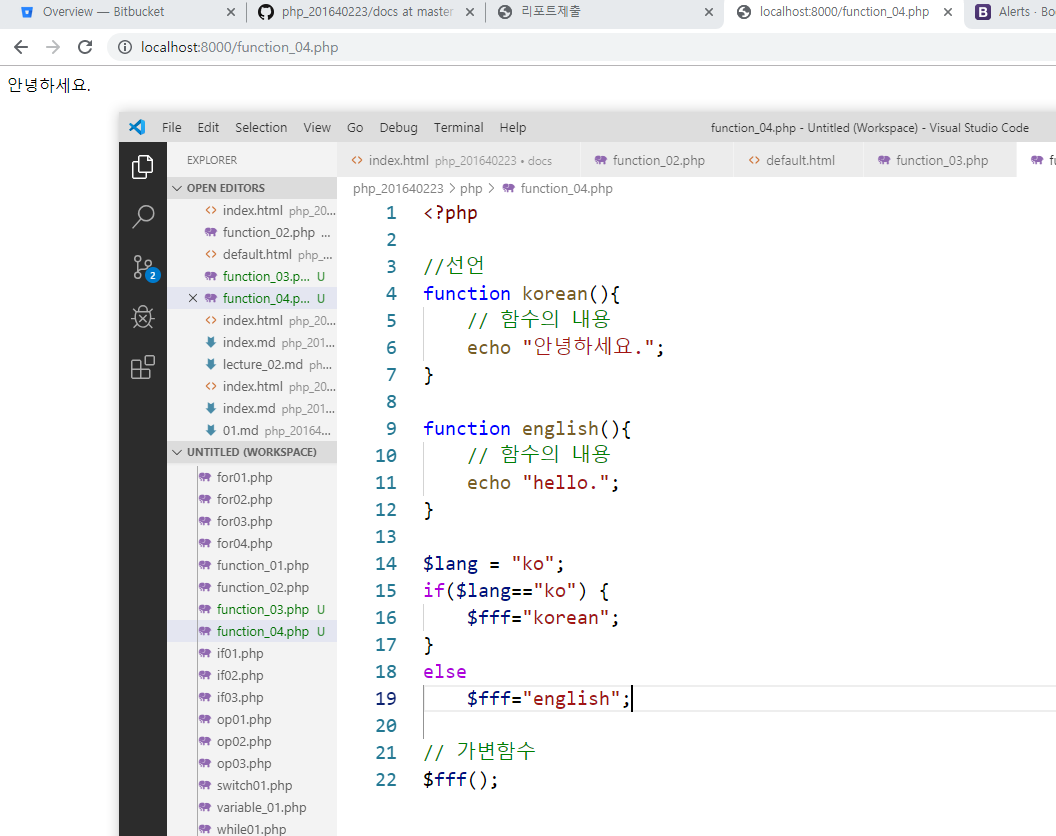 Overview — Bitbucket
php_201640223/docs at master
리포트제출
localhost:8000/function_04.php
Alerts · Bo
localhost:8000/function_04.php
안녕하세요.
File Edit Selection View Go Debug Terminal Help
function_04.php - Untitled (Workspace) - Visual Studio Code
EXPLORER
index.html php_201640223 • docs
function_02.php
default.html
function_03.php
OPEN EDITORS
index.html php_20...
function_02.php ...
default.html php_...
function_03.p... U
function_04.p... U
index.html php_20...
index.md php_201...
lecture_02.md ph...
index.html php_20...
index.md php_201...
01.md php_20164...
2
UNTITLED (WORKSPACE)
for01.php
for02.php
for03.php
for04.php
function_01.php
function_02.php
function_03.php U
function_04.php U
if01.php
if02.php
if03.php
op01.php
op02.php
op03.php
switch01.php
variable_01.php
while01.php
php_201640223 > php > function_04.php
1 <?php
2
3 //선언
4 function korean(){
5 // 함수의 내용
6 echo "안녕하세요.";
7 }
8
9 function english(){
10 // 함수의 내용
11 echo "hello.";
12 }
13
14 $lang = "ko";
15 if($lang=="ko") {
16 $fff="korean";
17 }
18 else
19 $fff="english";
20
21 // 가변함수
22 $fff();